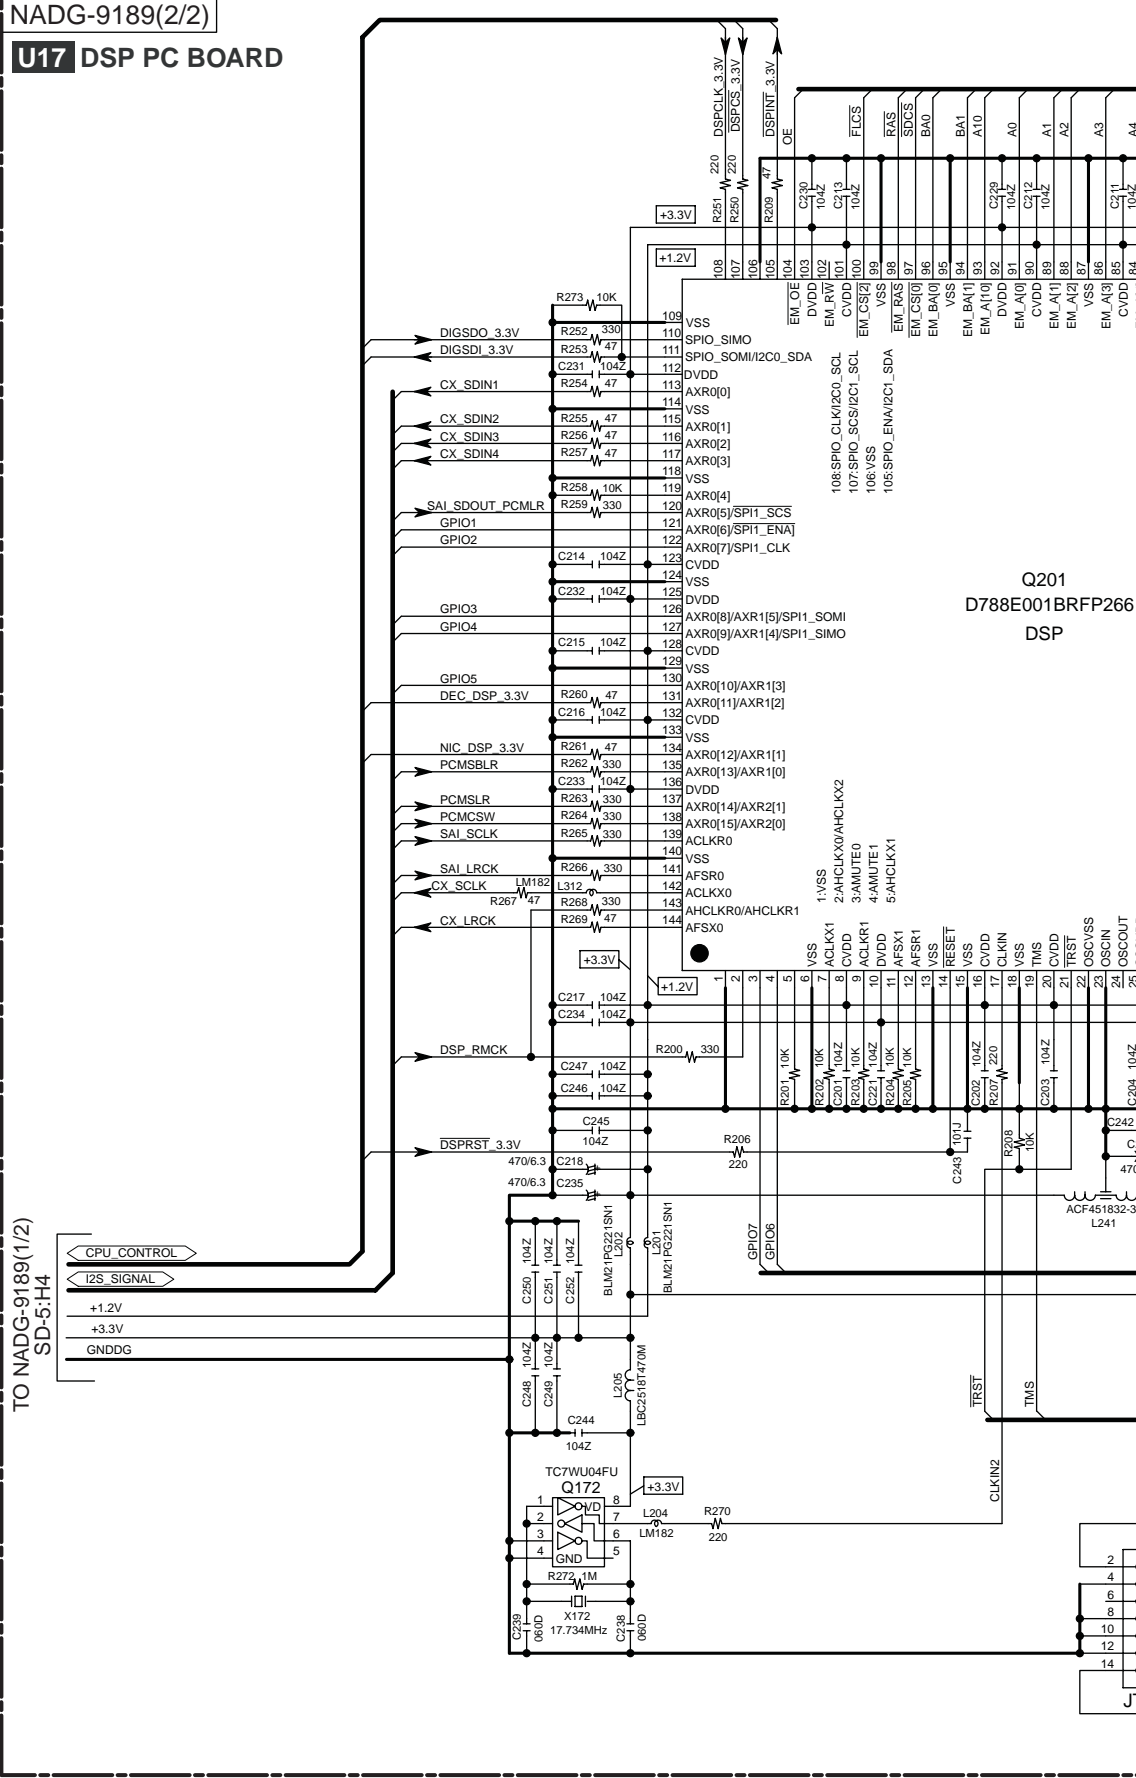 NADG-9189(2/2)
U17 DSP PC BOARD
DSPCLK_3.3V
DSPCS_3.3V
DSPINT_3.3V
OE
FLCS
RAS
SDCS
BA0
BA1
A10
A0
A1
A2
A3
A4
R251 220
R250 220
R209 47
C230 104Z
C213 104Z
C229 104Z
C212 104Z
C211 104Z
+3.3V
+1.2V
108 107 106 105 104 103 102 101 100 99 98 97 96 95 94 93 92 91 90 89 88 87 86 85 84
EM_OE
DVDD
EM_RW
CVDD
EM_CS[2]
VSS
EM_RAS
EM_CS[0]
EM_BA[0]
VSS
EM_BA[1]
EM_A[10]
DVDD
EM_A[0]
CVDD
EM_A[1]
EM_A[2]
VSS
EM_A[3]
CVDD
108:SPIO_CLK/I2C0_SCL
107:SPIO_SCS/I2C1_SCL
106:VSS
105:SPIO_ENA/I2C1_SDA
R273 10K
109 VSS
DIGSDO_3.3V R252 330 110 SPIO_SIMO
DIGSDI_3.3V R253 47 111 SPIO_SOMI/I2C0_SDA
C231 104Z 112 DVDD
CX_SDIN1 R254 47 113 AXR0[0]
114 VSS
CX_SDIN2 R255 47 115 AXR0[1]
CX_SDIN3 R256 47 116 AXR0[2]
CX_SDIN4 R257 47 117 AXR0[3]
118 VSS
R258 10K 119 AXR0[4]
SAI_SDOUT_PCMLR R259 330 120 AXR0[5]/SPI1_SCS
GPIO1 121 AXR0[6]/SPI1_ENA]
GPIO2 122 AXR0[7]/SPI1_CLK
C214 104Z 123 CVDD
124 VSS
C232 104Z 125 DVDD
GPIO3 126 AXR0[8]/AXR1[5]/SPI1_SOMI
GPIO4 127 AXR0[9]/AXR1[4]/SPI1_SIMO
C215 104Z 128 CVDD
129 VSS
GPIO5 130 AXR0[10]/AXR1[3]
DEC_DSP_3.3V R260 47 131 AXR0[11]/AXR1[2]
C216 104Z 132 CVDD
133 VSS
NIC_DSP_3.3V R261 47 134 AXR0[12]/AXR1[1]
PCMSBLR R262 330 135 AXR0[13]/AXR1[0]
C233 104Z 136 DVDD
PCMSLR R263 330 137 AXR0[14]/AXR2[1]
PCMCSW R264 330 138 AXR0[15]/AXR2[0]
SAI_SCLK R265 330 139 ACLKR0
140 VSS
SAI_LRCK R266 330 141 AFSR0
CX_SCLK LM182 L312 142 ACLKX0
R267 47 R268 330 143 AHCLKR0/AHCLKR1
CX_LRCK R269 47 144 AFSX0
Q201
D788E001BRFP266
DSP
1:VSS
2:AHCLKX0/AHCLKX2
3:AMUTE0
4:AMUTE1
5:AHCLKX1
VSS
ACLKX1
CVDD
ACLKR1
DVDD
AFSX1
AFSR1
VSS
RESET
VSS
CVDD
CLKIN
VSS
TMS
CVDD
TRST
OSCVSS
OSCIN
OSCOUT
+3.3V
+1.2V
1 2 3 4 5 6 7 8 9 10 11 12 13 14 15 16 17 18 19 20 21 22 23 24 25
C217 104Z
C234 104Z
DSP_RMCK
R200 330
C247 104Z
C246 104Z
C245
104Z
R201 10K
R202 10K
C201 104Z
R203 10K
C221 104Z
R204 10K
R205 10K
C202 104Z
R207 220
C203 104Z
C204 104Z
C242
DSPRST_3.3V
R206
220
C243 101J
R208 10K
470/6.3 C218
470/6.3 C235
ACF451832-3
L241
BLM21PG221SN1
L202
L201
BLM21PG221SN1
GPIO7
GPIO6
TO NADG-9189(1/2)
SD-5:H4
CPU_CONTROL
I2S_SIGNAL
+1.2V
+3.3V
GNDDG
C250 104Z
C251 104Z
C252 104Z
C248 104Z
C249 104Z
L205
LBC2518T470M
C244
104Z
TRST
TMS
CLKIN2
TC7WU04FU
Q172
+3.3V
1 8 VD
2 7
3 6
4 GND 5
L204
LM182
R270
220
R272 1M
X172
17.734MHz
C239 060D
C238 060D
2
4
6
8
10
12
14